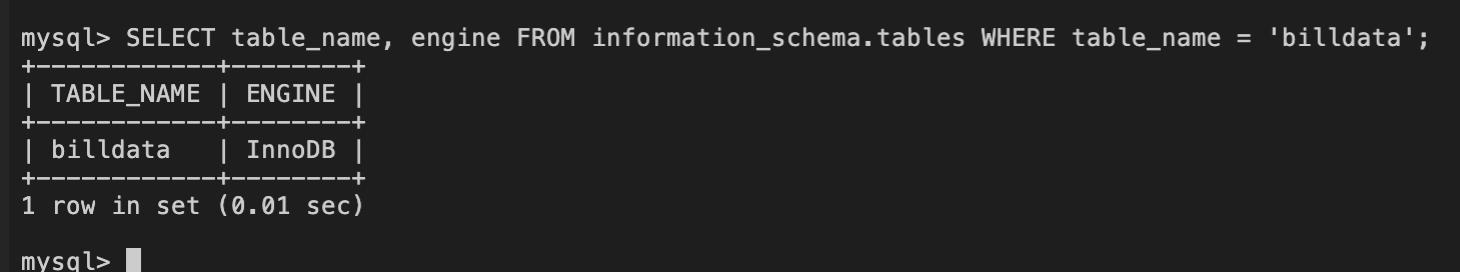 mysql> SELECT table_name, engine FROM information_schema.tables WHERE table_name = 'billdata';
+------------+--------+
| TABLE_NAME | ENGINE |
+------------+--------+
| billdata   | InnoDB |
+------------+--------+
1 row in set (0.01 sec)

mysql>